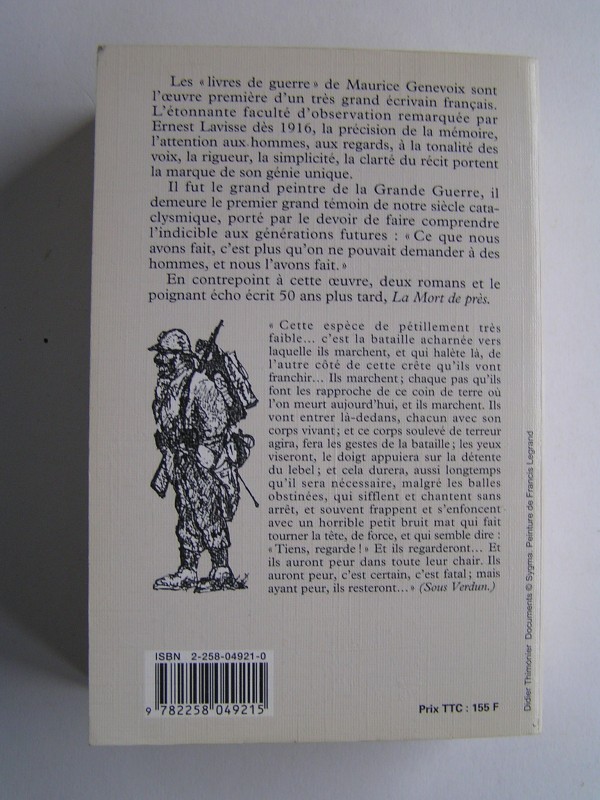 Les « livres de guerre » de Maurice Genevoix sont
l'œuvre première d'un très grand écrivain français.
L'étonnante faculté d'observation remarquée par
Ernest Lavisse dès 1916, la précision de la mémoire,
l'attention aux hommes, aux regards, à la tonalité des
voix, la rigueur, la simplicité, la clarté du récit portent
la marque de son génie unique.
Il fut le grand peintre de la Grande Guerre, il
demeure le premier grand témoin de notre siècle cata-
clysmique, porté par le devoir de faire comprendre
l'indicible aux générations futures : « Ce que nous
avons fait, c'est plus qu'on ne pouvait demander à des
hommes, et nous l'avons fait. »
En contrepoint à cette œuvre, deux romans et le
poignant écho écrit 50 ans plus tard, La Mort de près.
« Cette espèce de pétillement très
faible... c'est la bataille acharnée vers
laquelle ils marchent, et qui halète là, de
l'autre côté de cette crête qu'ils vont
franchir... Ils marchent ; chaque pas qu'ils
font les rapproche de ce coin de terre où
l'on meurt aujourd'hui, et ils marchent. Ils
vont entrer là-dedans, chacun avec son
corps vivant ; et ce corps soulevé de terreur
agira, fera les gestes de la bataille ; les yeux
viseront, le doigt appuiera sur la détente
du lebel ; et cela durera, aussi longtemps
qu'il sera nécessaire, malgré les balles
obstinées, qui sifflent et chantent sans
arrêt, et souvent frappent et s'enfoncent
avec un horrible petit bruit mat qui fait
tourner la tête, de force, et qui semble dire :
« Tiens, regarde ! » Et ils regarderont... Et
ils auront peur dans toute leur chair. Ils
auront peur, c'est certain, c'est fatal ; mais
ayant peur, ils resteront... » (Sous Verdun.)
Didier Thimonier Documents © Sygma. Peinture de Francis Legrand
ISBN 2-258-04921-0
9 782258 049215
Prix TTC : 155 F